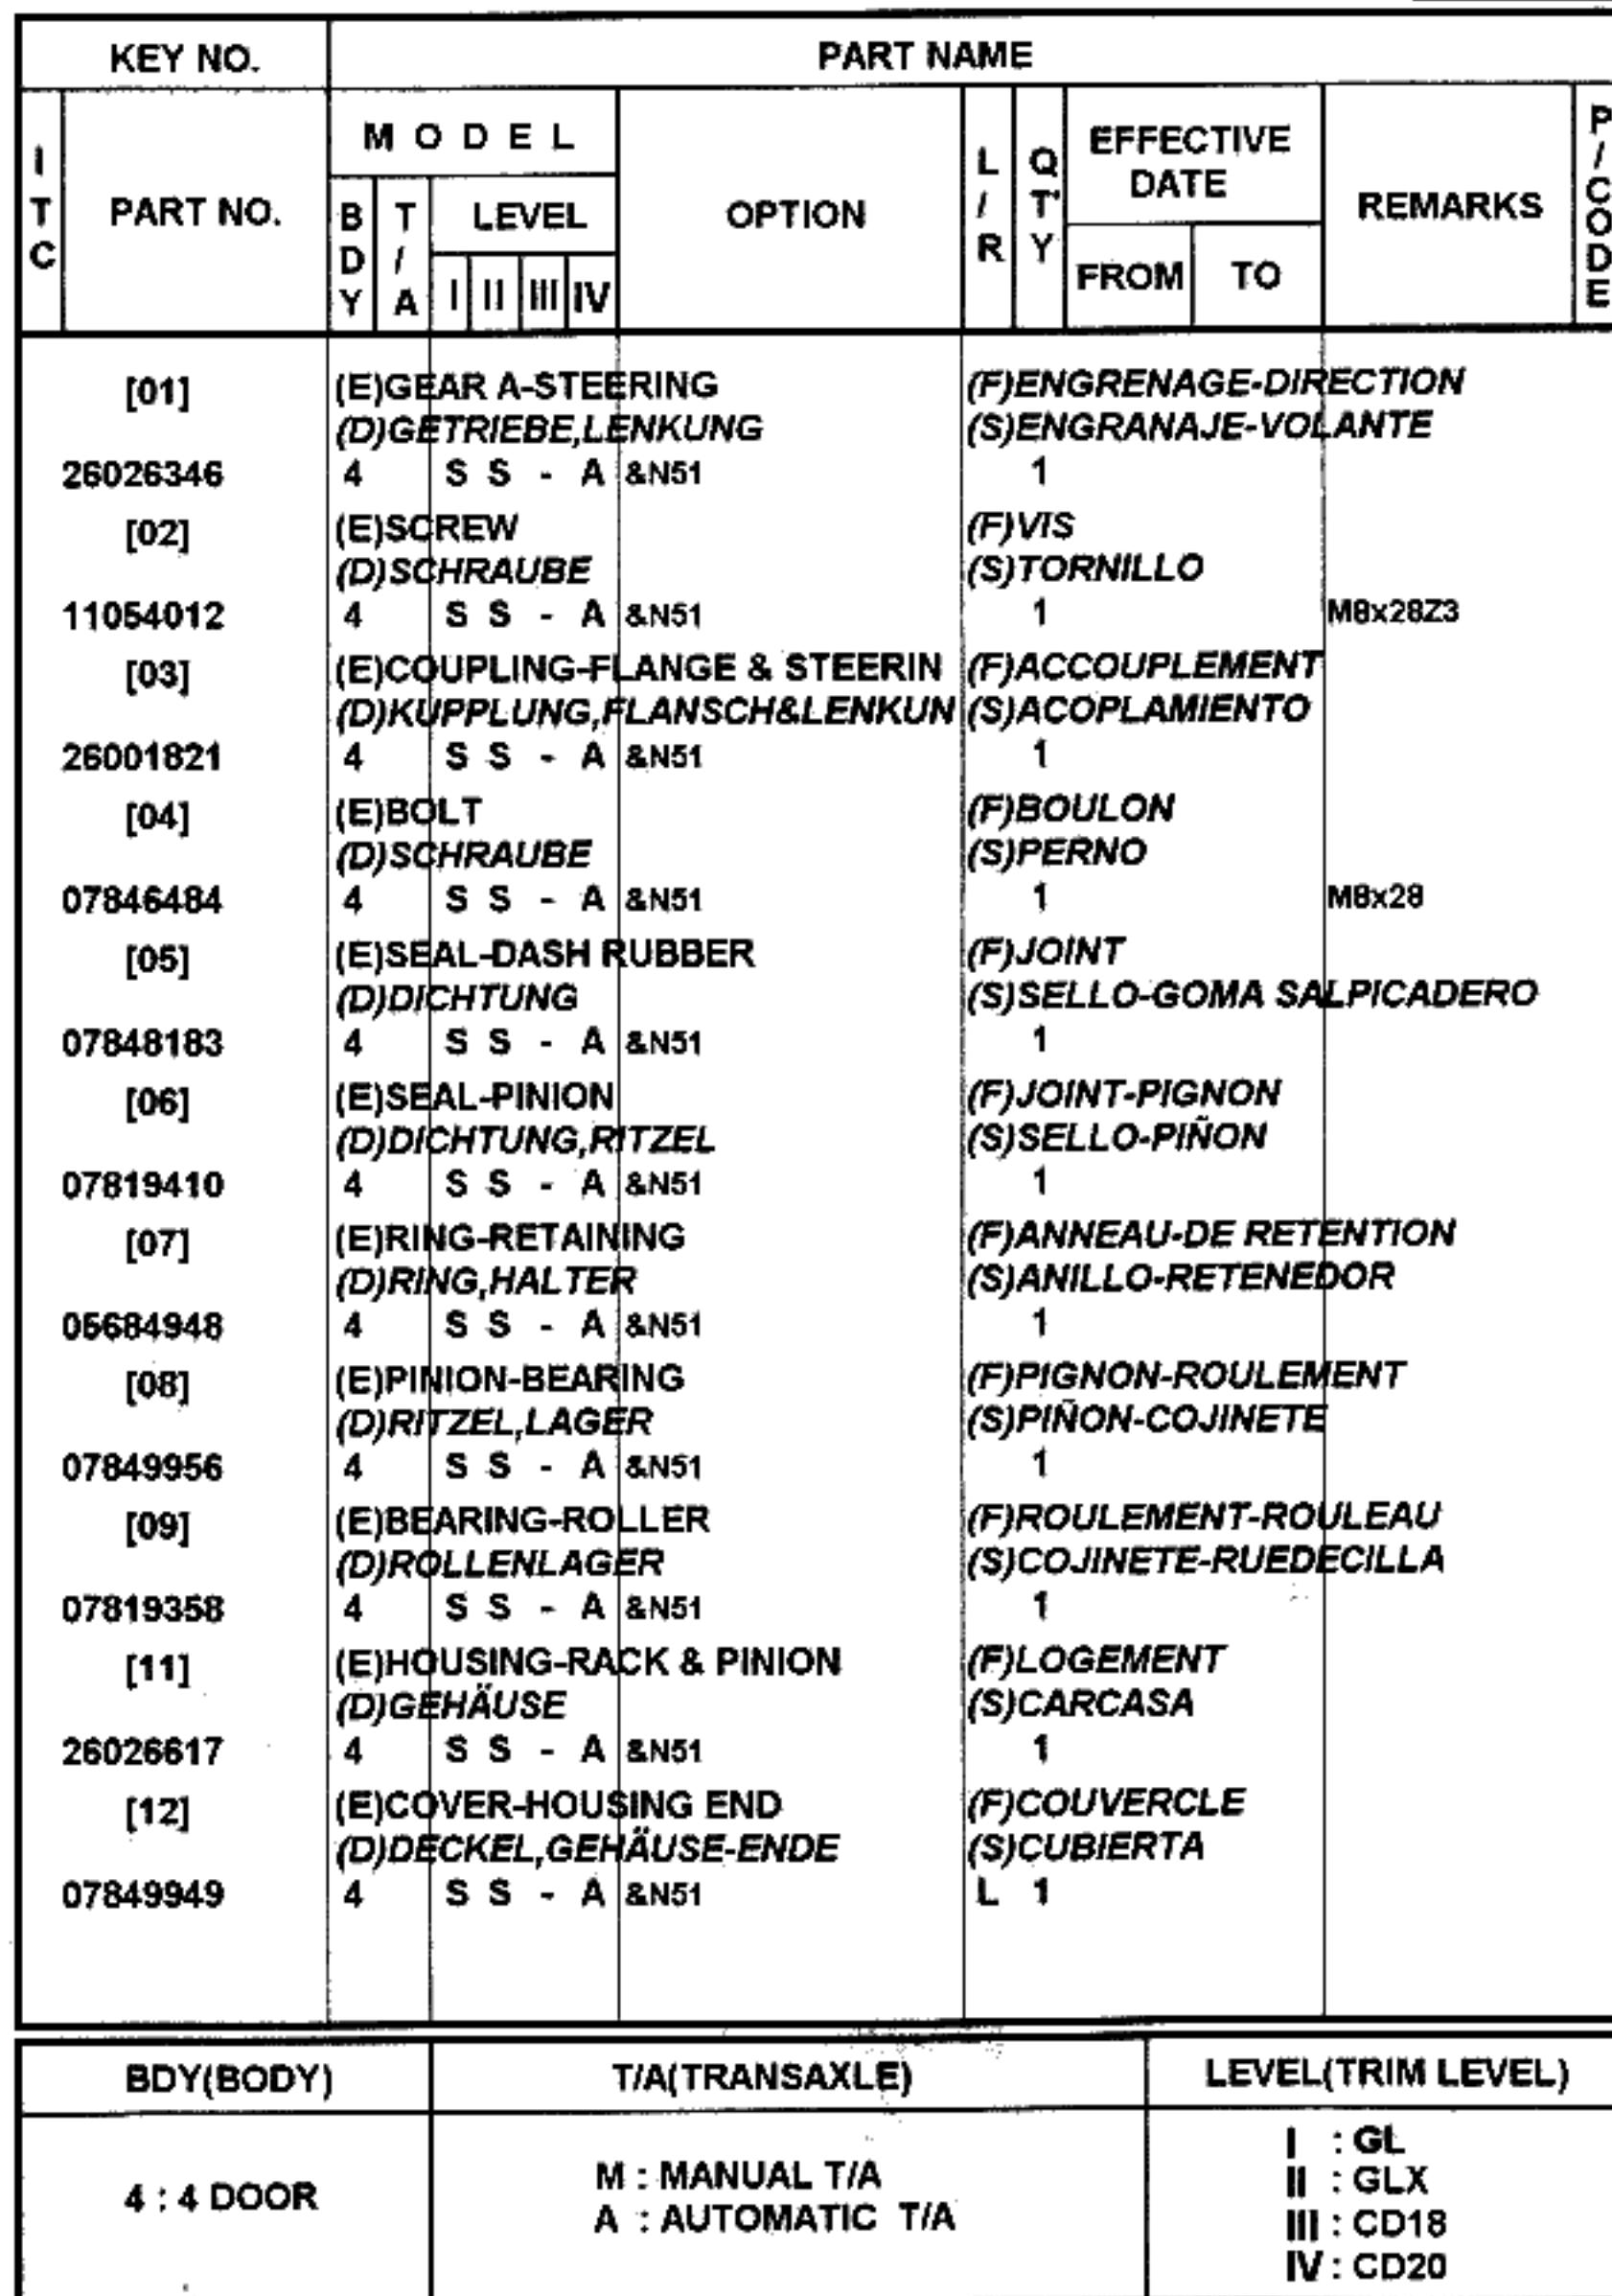 KEY NO. PART NAME
ITC PART NO. MODEL OPTION L/R QTY EFFECTIVE DATE REMARKS P/CODE
BDY T/A LEVEL FROM TO
I II III IV
[01] (E)GEAR A-STEERING (F)ENGRENAGE-DIRECTION
(D)GETRIEBE,LENKUNG (S)ENGRANAJE-VOLANTE
26026346 4 S S - A &N51 1
[02] (E)SCREW (F)VIS
(D)SCHRAUBE (S)TORNILLO
11054012 4 S S - A &N51 1 M8x28Z3
[03] (E)COUPLING-FLANGE & STEERIN (F)ACCOUPLEMENT
(D)KUPPLUNG,FLANSCH&LENKUN (S)ACOPLAMIENTO
26001821 4 S S - A &N51 1
[04] (E)BOLT (F)BOULON
(D)SCHRAUBE (S)PERNO
07846484 4 S S - A &N51 1 M8x28
[05] (E)SEAL-DASH RUBBER (F)JOINT
(D)DICHTUNG (S)SELLO-GOMA SALPICADERO
07848183 4 S S - A &N51 1
[06] (E)SEAL-PINION (F)JOINT-PIGNON
(D)DICHTUNG,RITZEL (S)SELLO-PIÑON
07819410 4 S S - A &N51 1
[07] (E)RING-RETAINING (F)ANNEAU-DE RETENTION
(D)RING,HALTER (S)ANILLO-RETENEDOR
05684948 4 S S - A &N51 1
[08] (E)PINION-BEARING (F)PIGNON-ROULEMENT
(D)RITZEL,LAGER (S)PIÑON-COJINETE
07849956 4 S S - A &N51 1
[09] (E)BEARING-ROLLER (F)ROULEMENT-ROULEAU
(D)ROLLENLAGER (S)COJINETE-RUEDECILLA
07819358 4 S S - A &N51 1
[11] (E)HOUSING-RACK & PINION (F)LOGEMENT
(D)GEHÄUSE (S)CARCASA
26026617 4 S S - A &N51 1
[12] (E)COVER-HOUSING END (F)COUVERCLE
(D)DECKEL,GEHÄUSE-ENDE (S)CUBIERTA
07849949 4 S S - A &N51 L 1
BDY(BODY) T/A(TRANSAXLE) LEVEL(TRIM LEVEL)
4 : 4 DOOR
M : MANUAL T/A
A : AUTOMATIC T/A
I : GL
II : GLX
III : CD18
IV : CD20